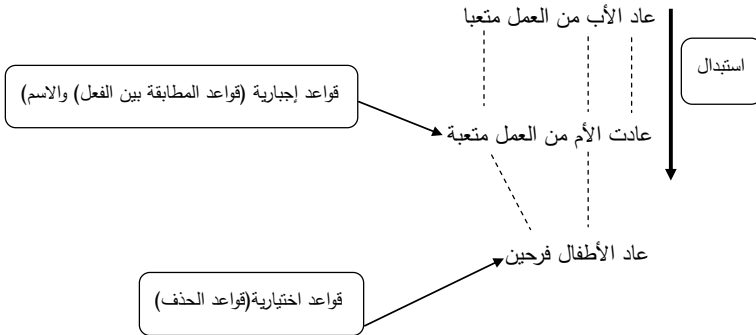 عاد الأب من العمل متعبا
استبدال
قواعد إجبارية (قواعد المطابقة بين الفعل) والاسم)
عادت الأم من العمل متعبة
عاد الأطفال فرحين
قواعد اختيارية(قواعد الحذف)